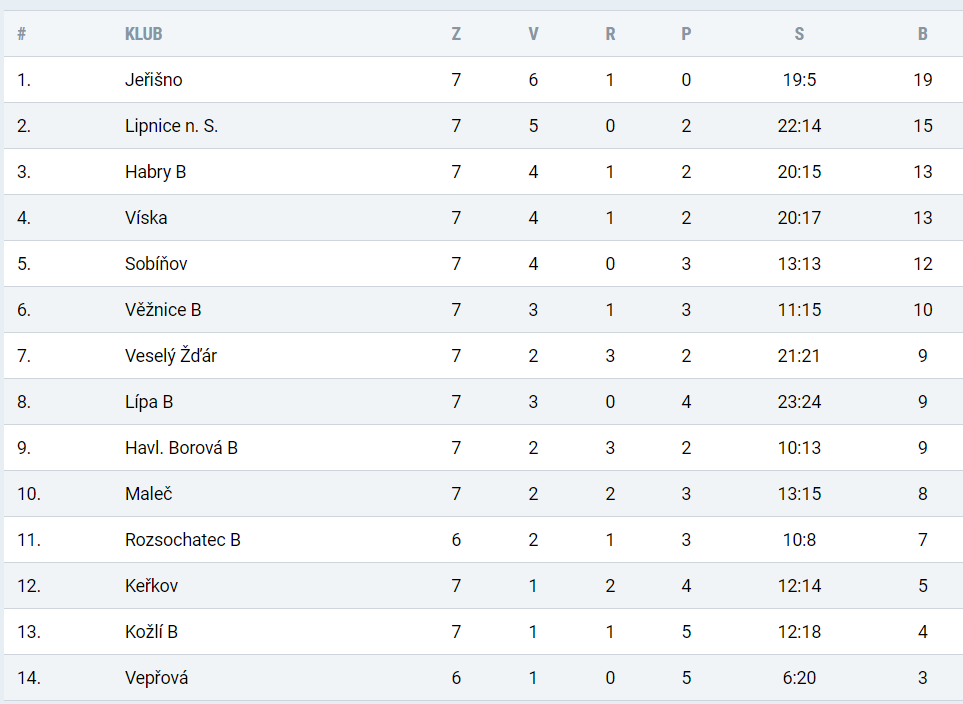 # KLUB Z V R P S B
1. Jeřišno 7 6 1 0 19:5 19
2. Lipnice n. S. 7 5 0 2 22:14 15
3. Habry B 7 4 1 2 20:15 13
4. Víska 7 4 1 2 20:17 13
5. Sobíňov 7 4 0 3 13:13 12
6. Věžnice B 7 3 1 3 11:15 10
7. Veselý Žďár 7 2 3 2 21:21 9
8. Lípa B 7 3 0 4 23:24 9
9. Havl. Borová B 7 2 3 2 10:13 9
10. Maleč 7 2 2 3 13:15 8
11. Rozsochatec B 6 2 1 3 10:8 7
12. Keřkov 7 1 2 4 12:14 5
13. Kožlí B 7 1 1 5 12:18 4
14. Vepřová 6 1 0 5 6:20 3